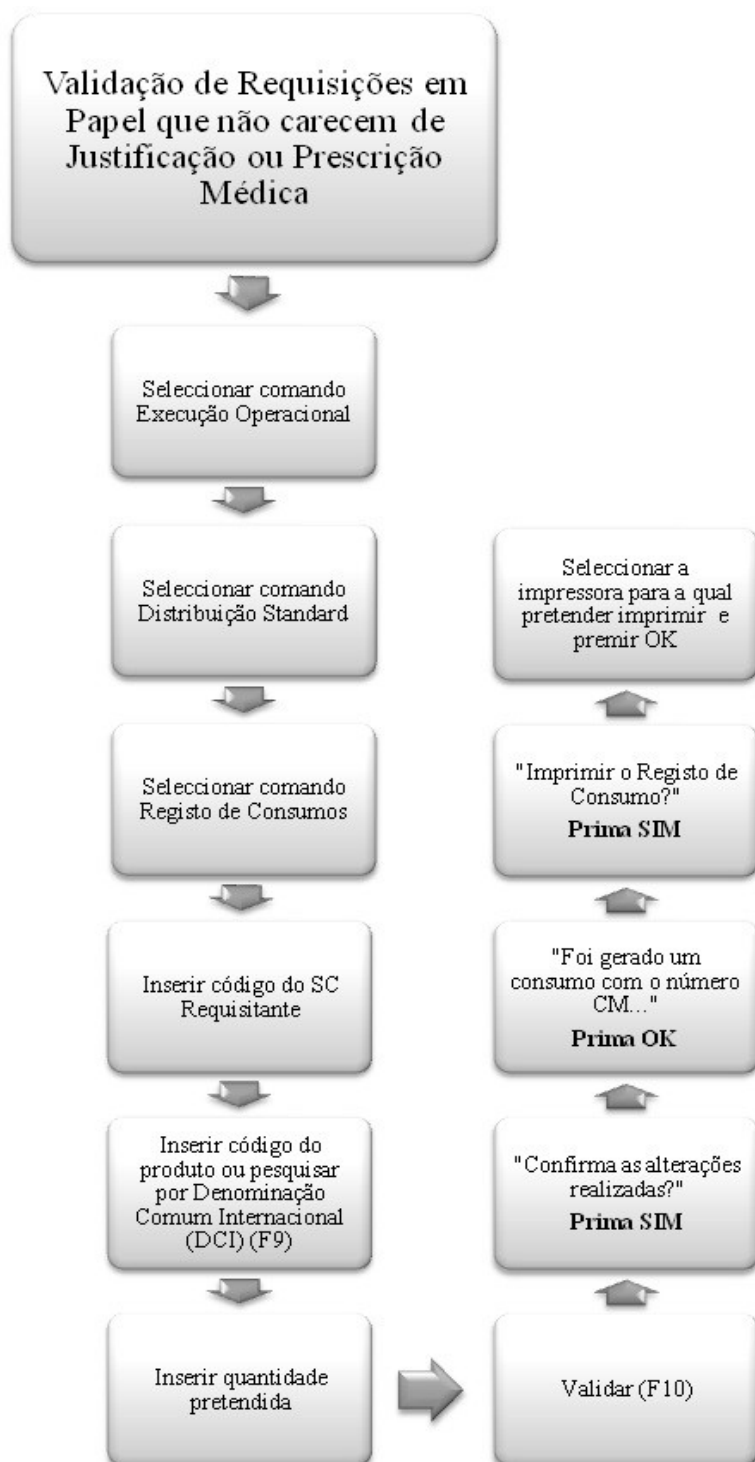 Validação de Requisições em
Papel que não carecem de
Justificação ou Prescrição
Médica
Seleccionar comando
Execução Operacional
Seleccionar comando
Distribuição Standard
Seleccionar comando
Registo de Consumos
Inserir código do SC
Requisitante
Inserir código do
produto ou pesquisar
por Denominação
Comum Internacional
(DCI) (F9)
Inserir quantidade
pretendida
Validar (F10)
"Confirma as alterações
realizadas?"
Prima SIM
"Foi gerado um
consumo com o número
CM..."
Prima OK
"Imprimir o Registo de
Consumo?"
Prima SIM
Seleccionar a
impressora para a qual
pretender imprimir e
premir OK